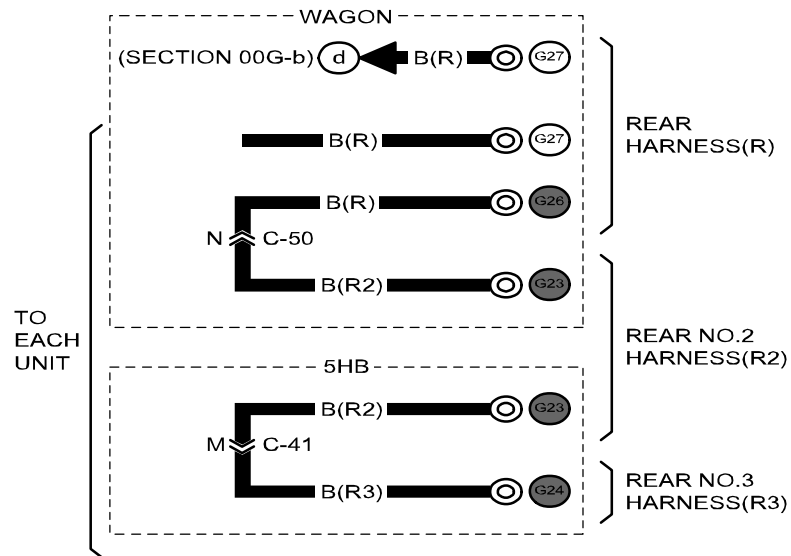 WAGON
(SECTION 00G-b) d B(R) G27
REAR
HARNESS(R)
B(R) G27
B(R) G26
N C-50
B(R2) G23
TO
EACH
UNIT
REAR NO.2
HARNESS(R2)
5HB
B(R2) G23
M C-41
B(R3) G24
REAR NO.3
HARNESS(R3)